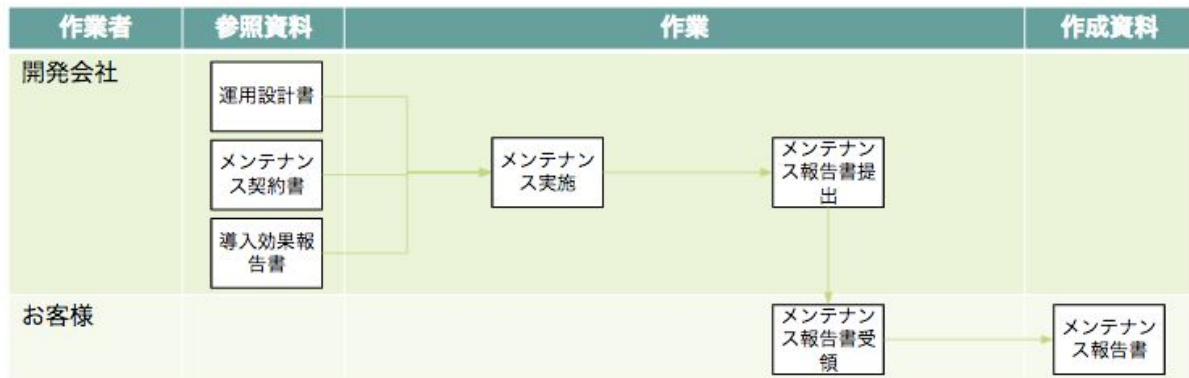 作業者
参照資料
作業
作成資料
開発会社
運用設計書
メンテナン
ス契約書
導入効果報
告書
メンテナン
ス実施
メンテナン
ス報告書提
出
お客様
メンテナン
ス報告書受
領
メンテナン
ス報告書